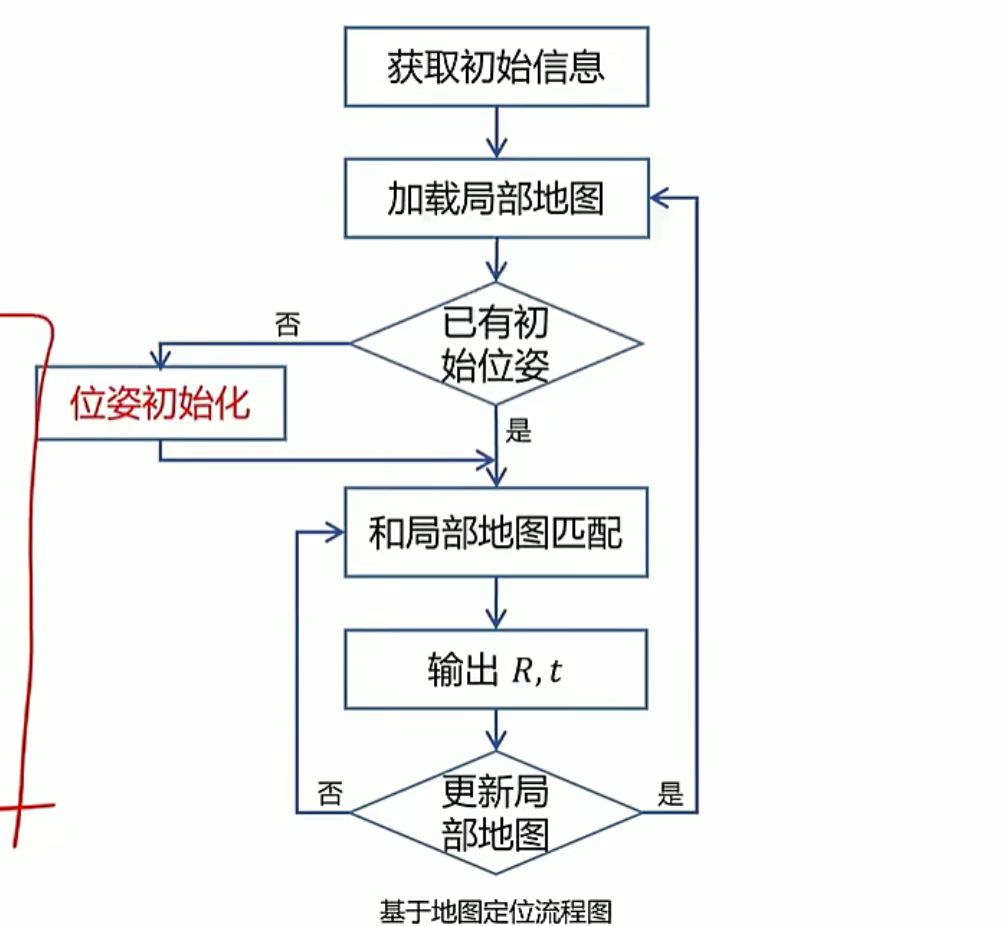 获取初始信息
加载局部地图
已有初
始位姿
否
位姿初始化
是
和局部地图匹配
输出 R, t
更新局
部地图
否
是
基于地图定位流程图